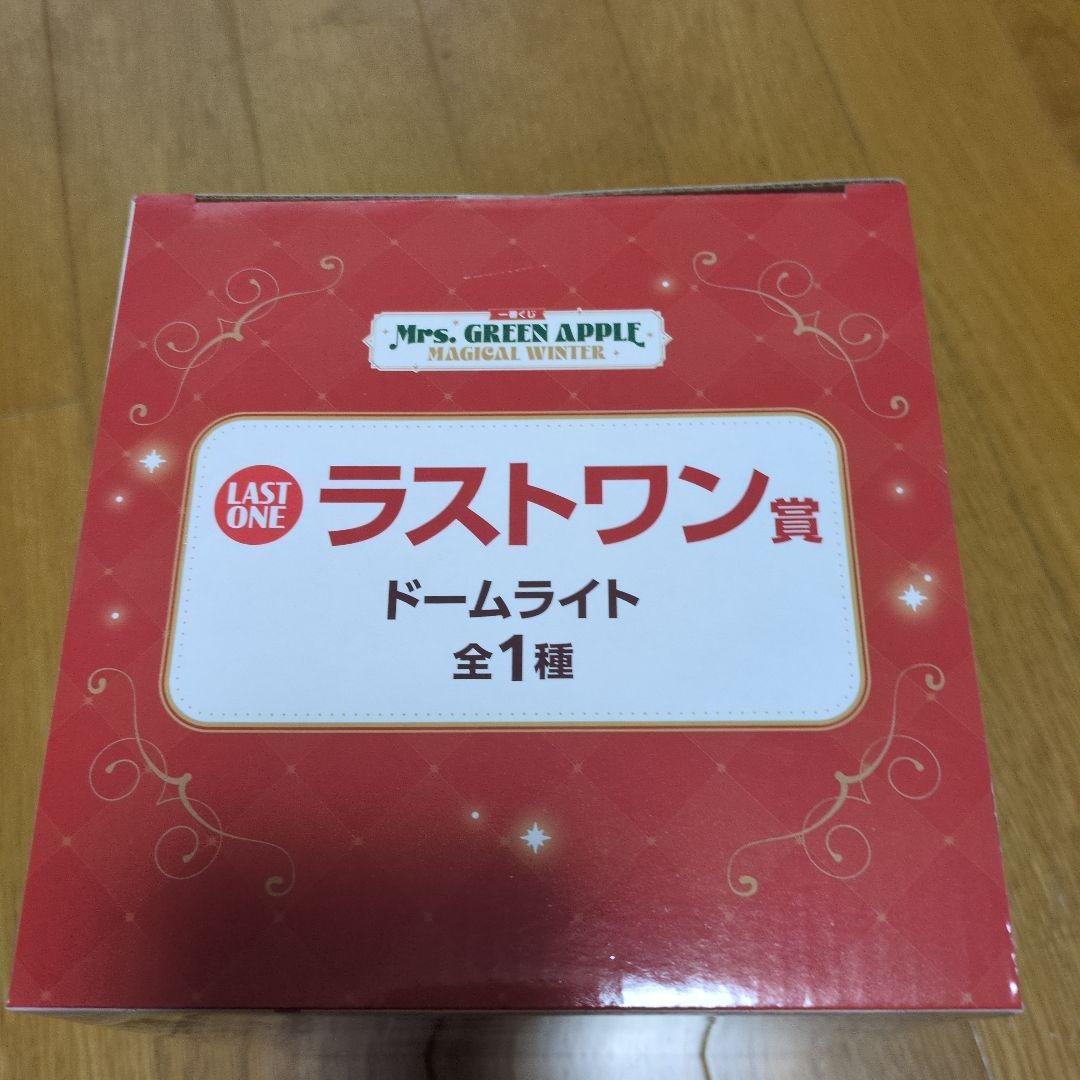 一番くじ
Mrs. GREEN APPLE
MAGICAL WINTER
LAST ONE
ラストワン賞
ドームライト
全1種